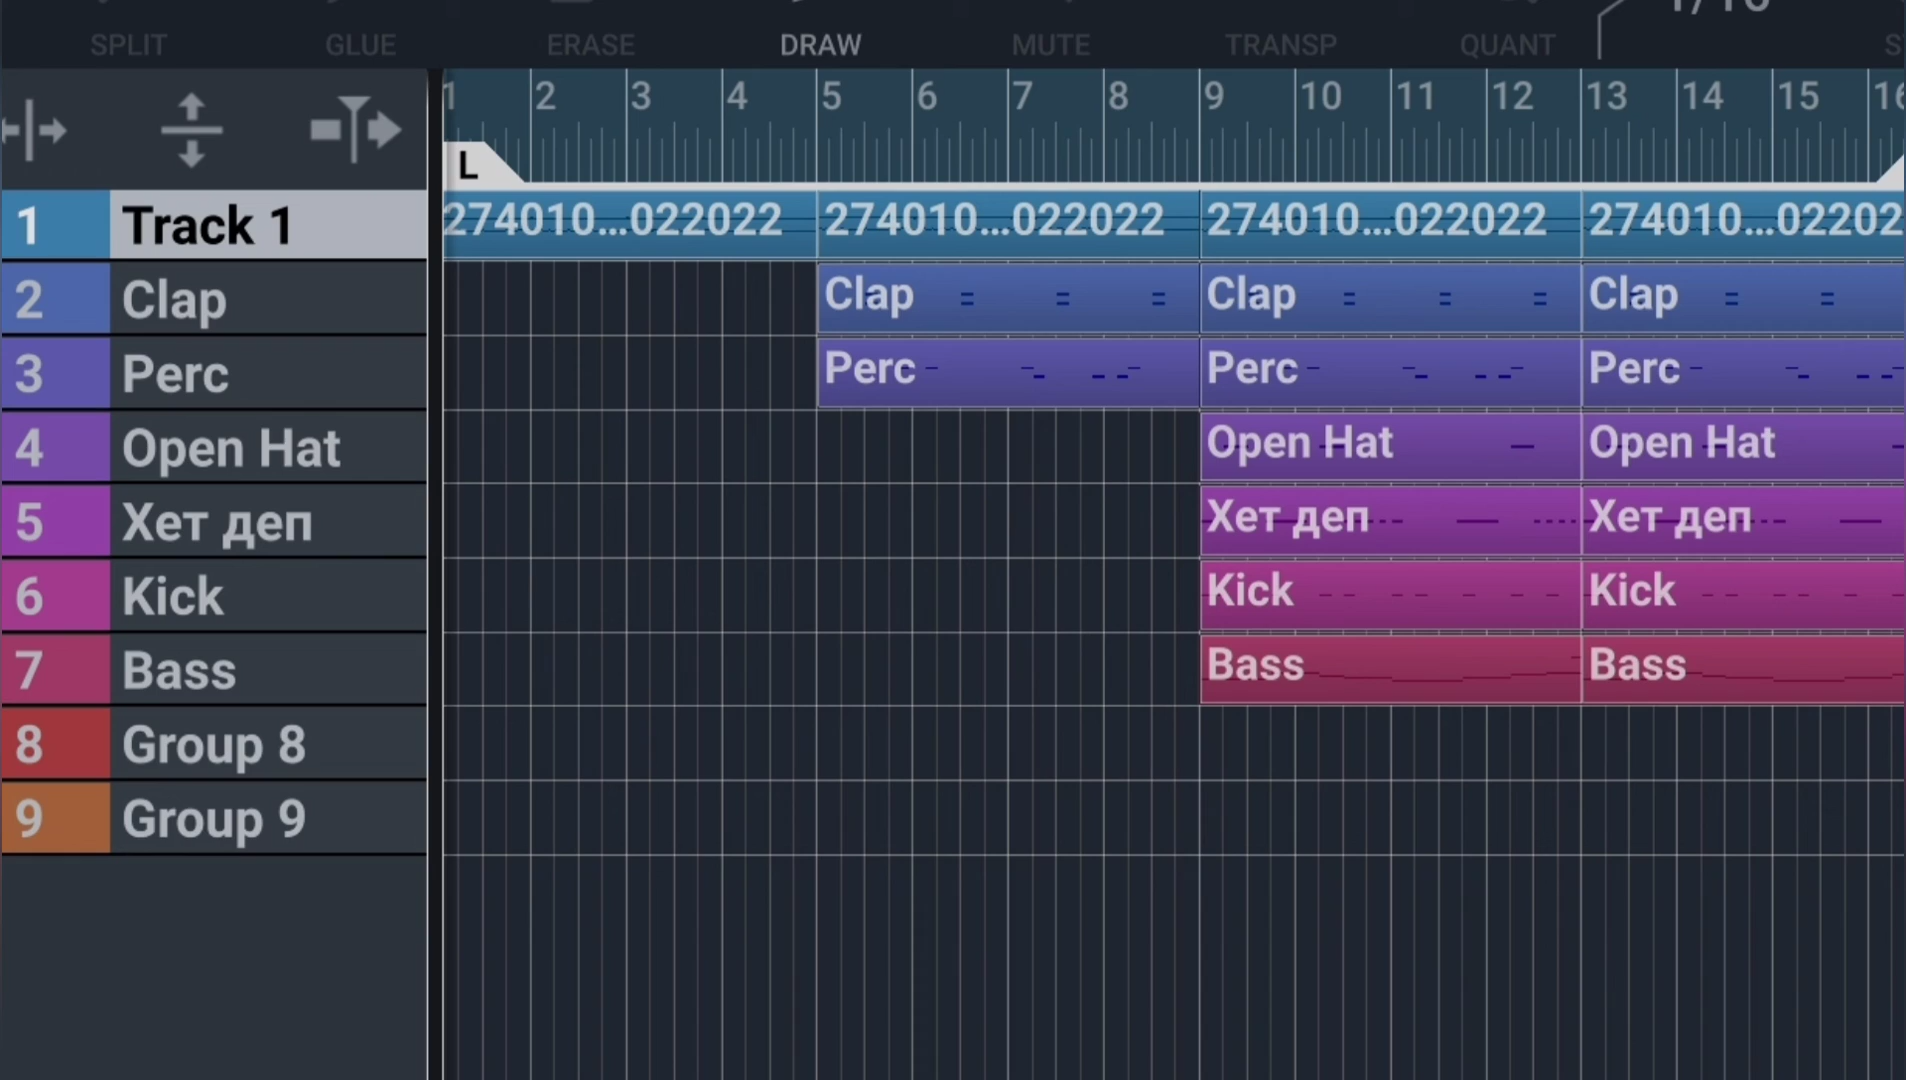 SPLIT GLUE ERASE DRAW MUTE TRANSP QUANT
1 2 3 4 5 6 7 8 9 10 11 12 13 14 15 16
L
1 Track 1 274010...022022 274010...022022 274010...022022 274010...02202
2 Clap Clap Clap Clap
3 Perc Perc Perc Perc
4 Open Hat Open Hat Open Hat
5 Хет деп Хет деп Хет деп
6 Kick Kick Kick
7 Bass Bass Bass
8 Group 8
9 Group 9